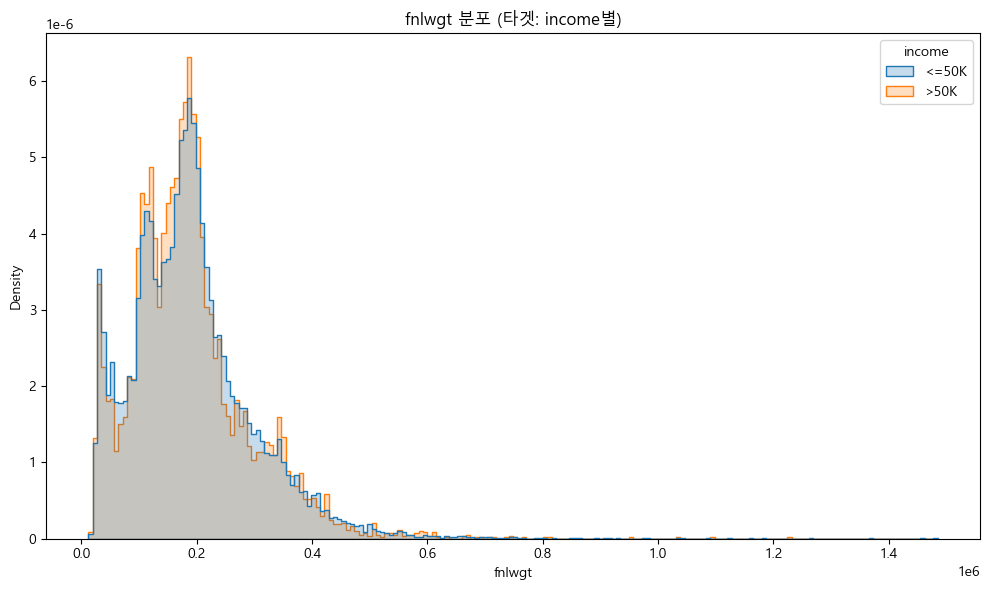 fnlwgt 분포 (타겟: income별)
1e-6
income
<=50K
>50K
6
5
4
3
2
1
0
Density
0.0 0.2 0.4 0.6 0.8 1.0 1.2 1.4
fnlwgt
1e6